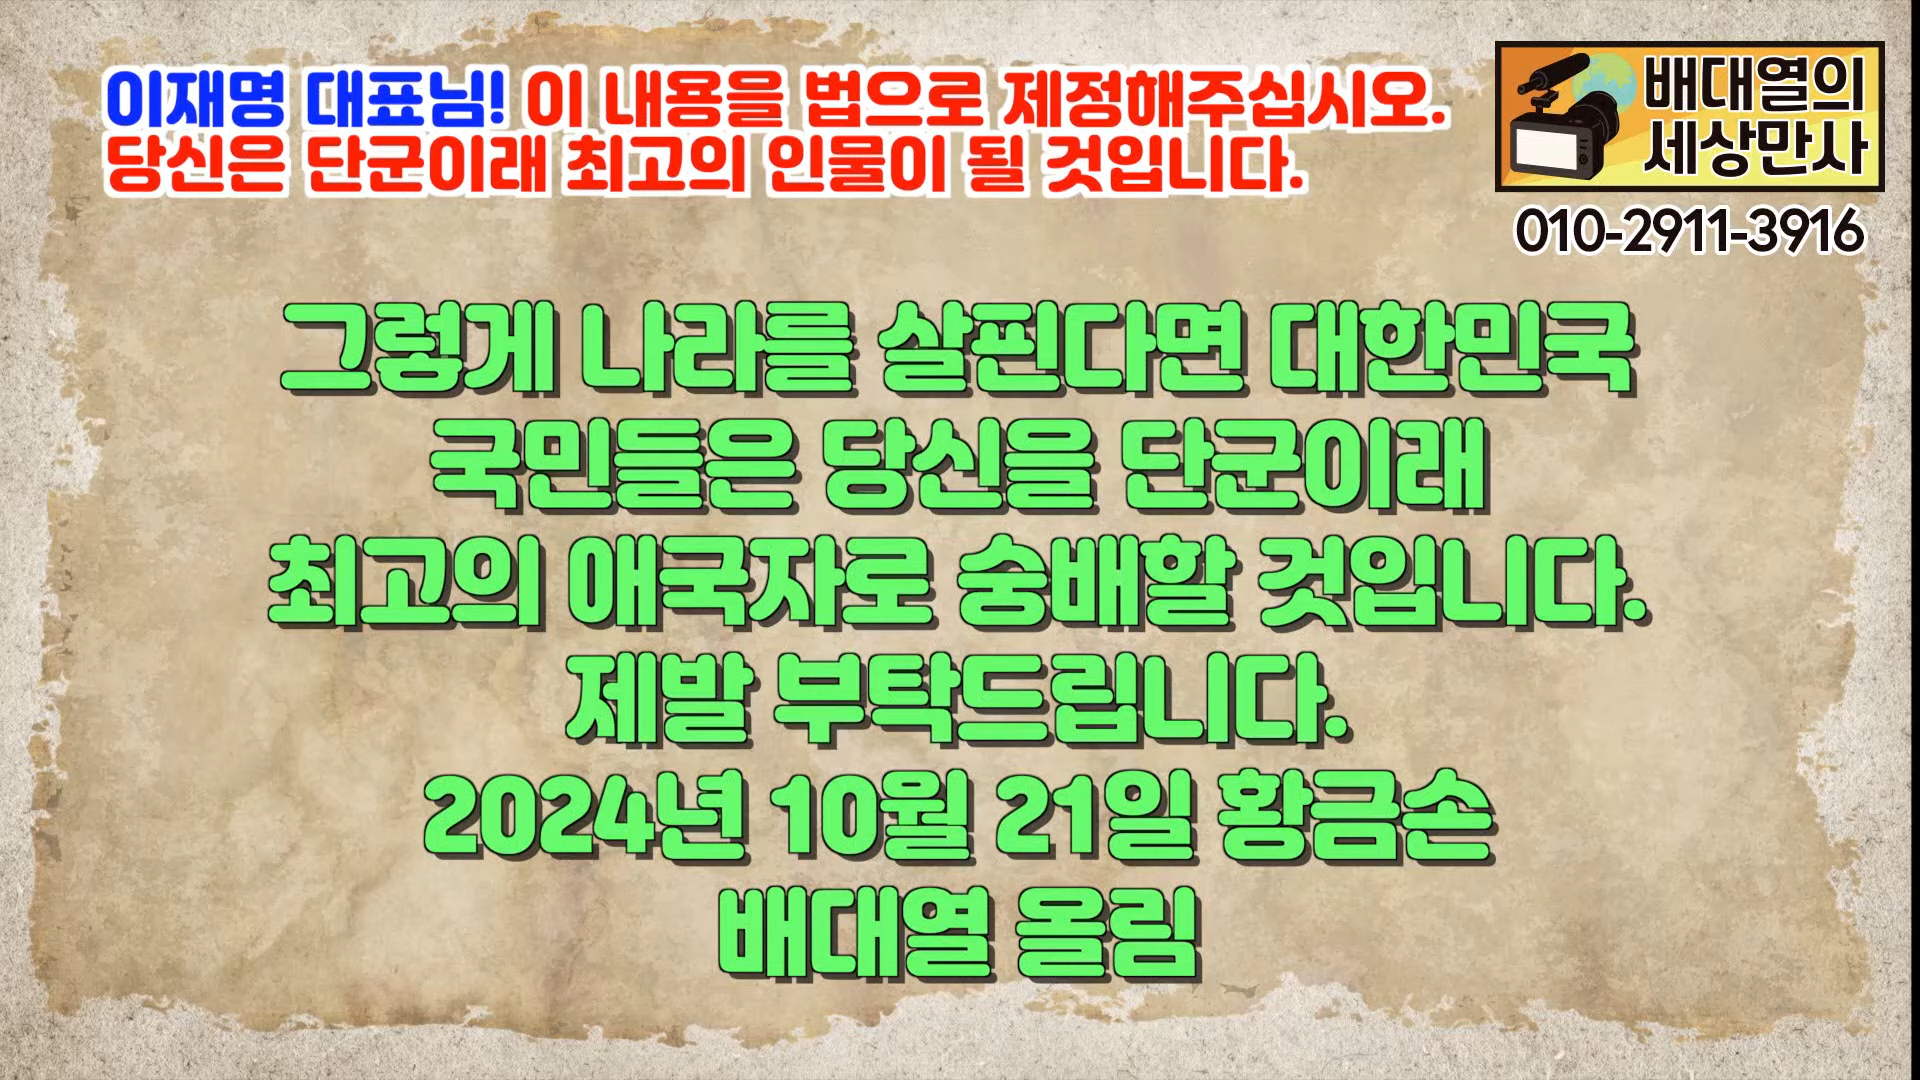 이재명 대표님! 이 내용을 법으로 제정해주십시오.
당신은 단군이래 최고의 인물이 될 것입니다.
배대열의
세상만사
010-2911-3916
그렇게 나라를 살핀다면 대한민국
국민들은 당신을 단군이래
최고의 애국자로 숭배할 것입니다.
제발 부탁드립니다.
2024년 10월 21일 황금손
배대열 올림